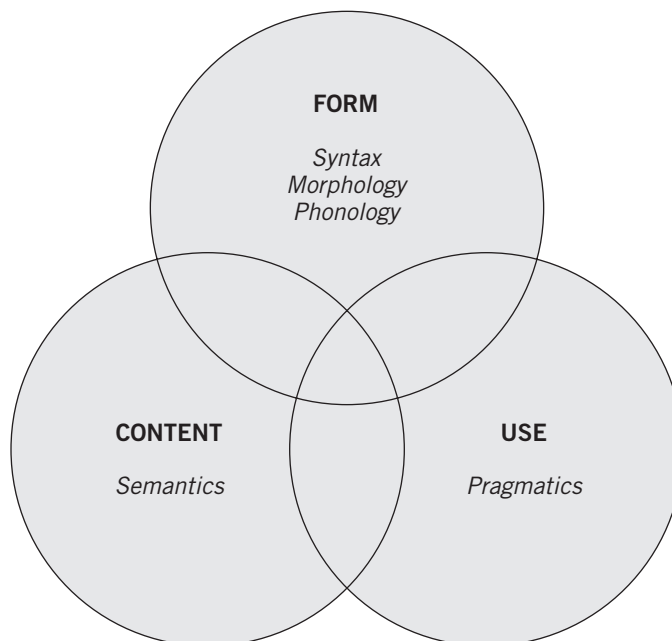 FORM
Syntax
Morphology
Phonology
CONTENT
Semantics
USE
Pragmatics